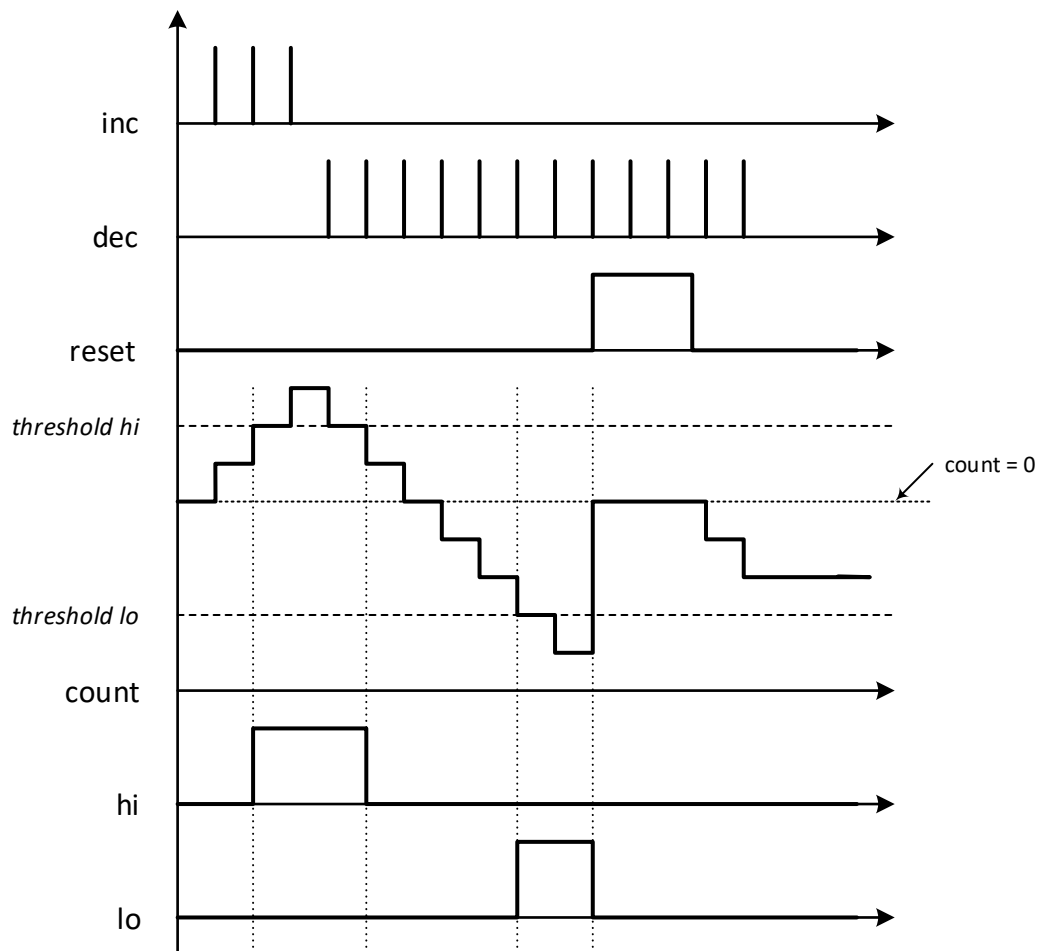 inc
dec
reset
threshold hi
count = 0
threshold lo
count
hi
lo